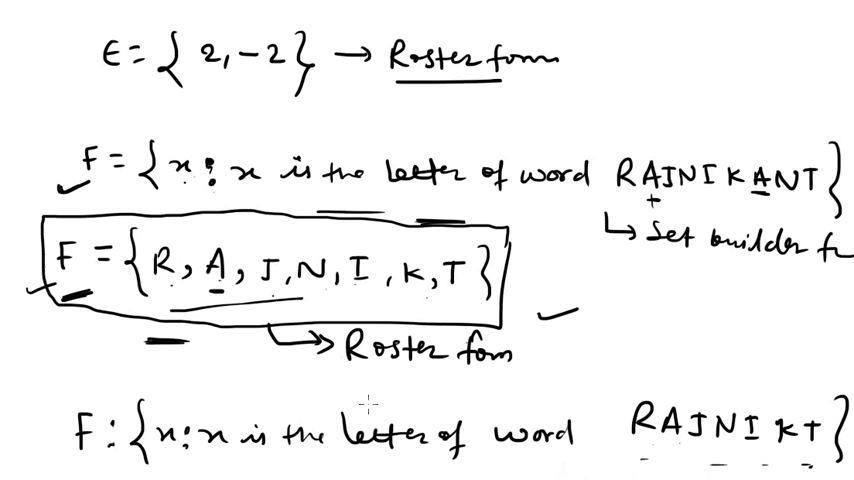 E = { 2, -2 } → Roster form
F = { x : x is the letter of word RAJNIKANT }
↳ Set builder f
F = { R, A, J, N, I, K, T }
↳ Roster form
F : { x : x is the letter of word RAJNIKT }